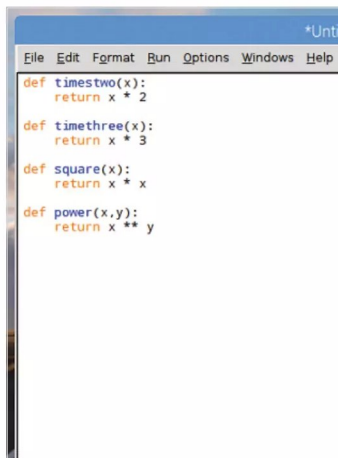 *Unti
File Edit Format Run Options Windows Help
def timestwo(x):
    return x * 2

def timethree(x):
    return x * 3

def square(x):
    return x * x

def power(x,y):
    return x ** y